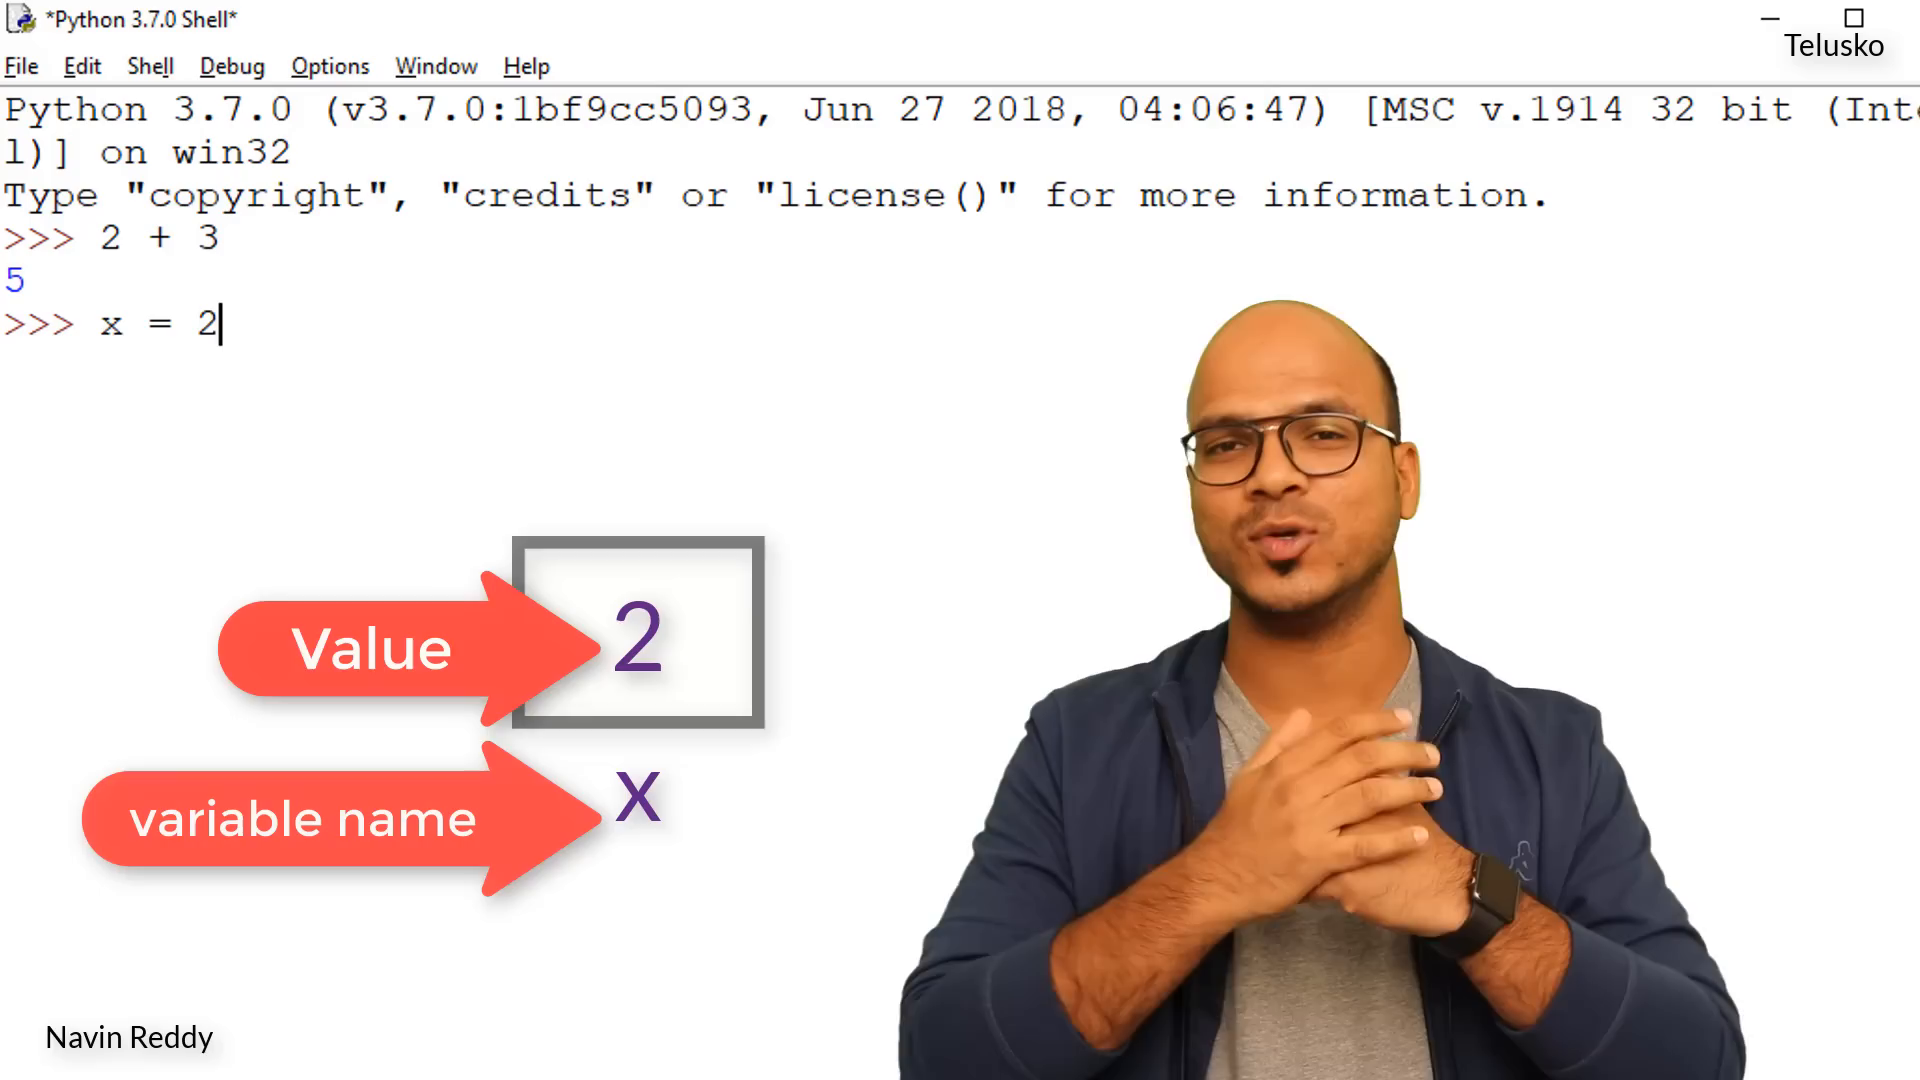 *Python 3.7.0 Shell*
Telusko
File Edit Shell Debug Options Window Help
Python 3.7.0 (v3.7.0:1bf9cc5093, Jun 27 2018, 04:06:47) [MSC v.1914 32 bit (Inte
l)] on win32
Type "copyright", "credits" or "license()" for more information.
>>> 2 + 3
5
>>> x = 2
Value
2
variable name
x
Navin Reddy